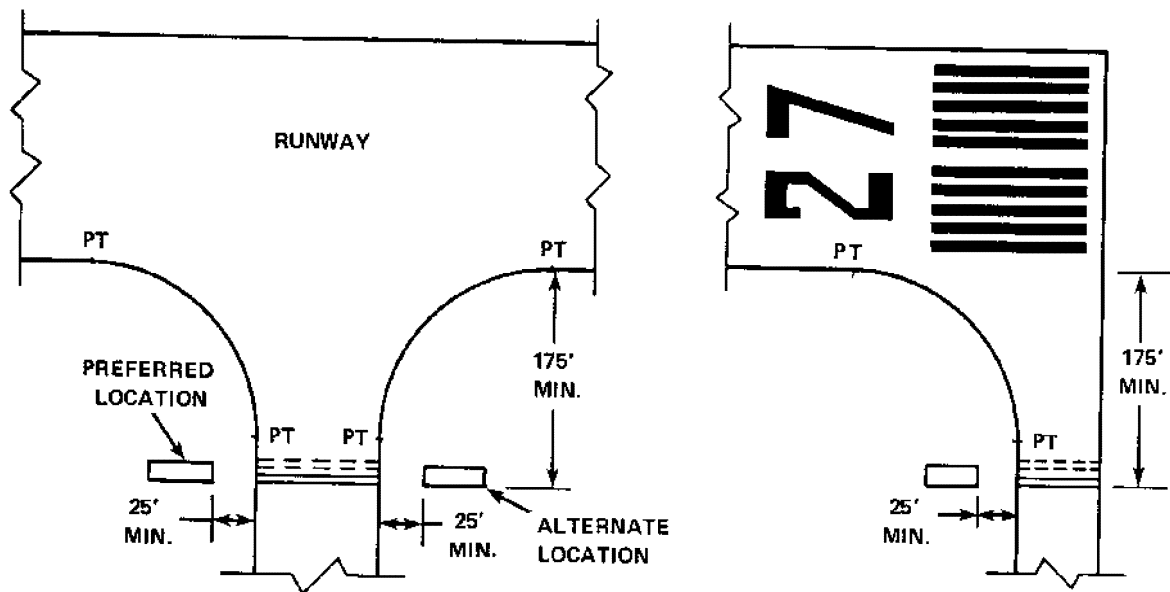 RUNWAY
PT
PT
PREFERRED
LOCATION
175'
MIN.
PT
PT
25'
MIN.
25'
MIN.
ALTERNATE
LOCATION
27
PT
175'
MIN.
PT
25'
MIN.